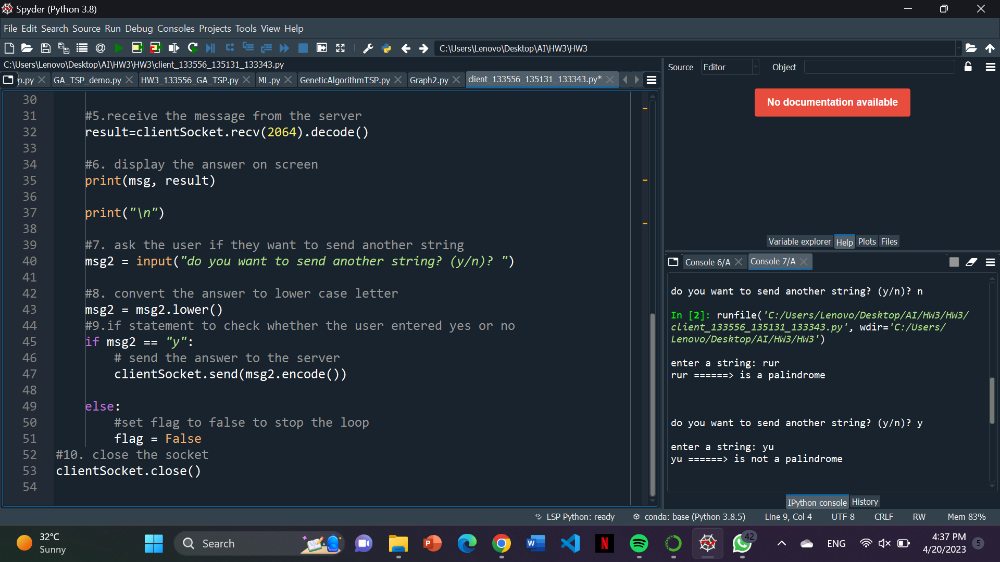 Spyder (Python 3.8)
File Edit Search Source Run Debug Consoles Projects Tools View Help
C:\Users\Lenovo\Desktop\AI\HW3\HW3
C:\Users\Lenovo\Desktop\AI\HW3\HW3\client_133556_135131_133343.py
p.py GA_TSP_demo.py HW3_133556_GA_TSP.py ML.py GeneticAlgorithmTSP.py Graph2.py client_133556_135131_133343.py*
30
31 #5.receive the message from the server
32 result=clientSocket.recv(2064).decode()
33
34 #6. display the answer on screen
35 print(msg, result)
36
37 print("\n")
38
39 #7. ask the user if they want to send another string
40 msg2 = input("do you want to send another string? (y/n)? ")
41
42 #8. convert the answer to lower case letter
43 msg2 = msg2.lower()
44 #9.if statement to check whether the user entered yes or no
45 if msg2 == "y":
46 # send the answer to the server
47 clientSocket.send(msg2.encode())
48
49 else:
50 #set flag to false to stop the loop
51 flag = False
52 #10. close the socket
53 clientSocket.close()
54
Source Editor Object
No documentation available
Variable explorer Help Plots Files
Console 6/A Console 7/A
do you want to send another string? (y/n)? n
In [2]: runfile('C:/Users/Lenovo/Desktop/AI/HW3/HW3/
client_133556_135131_133343.py', wdir='C:/Users/
Lenovo/Desktop/AI/HW3/HW3')
enter a string: rur
rur ======> is a palindrome
do you want to send another string? (y/n)? y
enter a string: yu
yu ======> is not a palindrome
IPython console History
LSP Python: ready conda: base (Python 3.8.5) Line 9, Col 4 UTF-8 CRLF RW Mem 83%
32°C
Sunny
Search
42
ENG
4:37 PM
4/20/2023
5